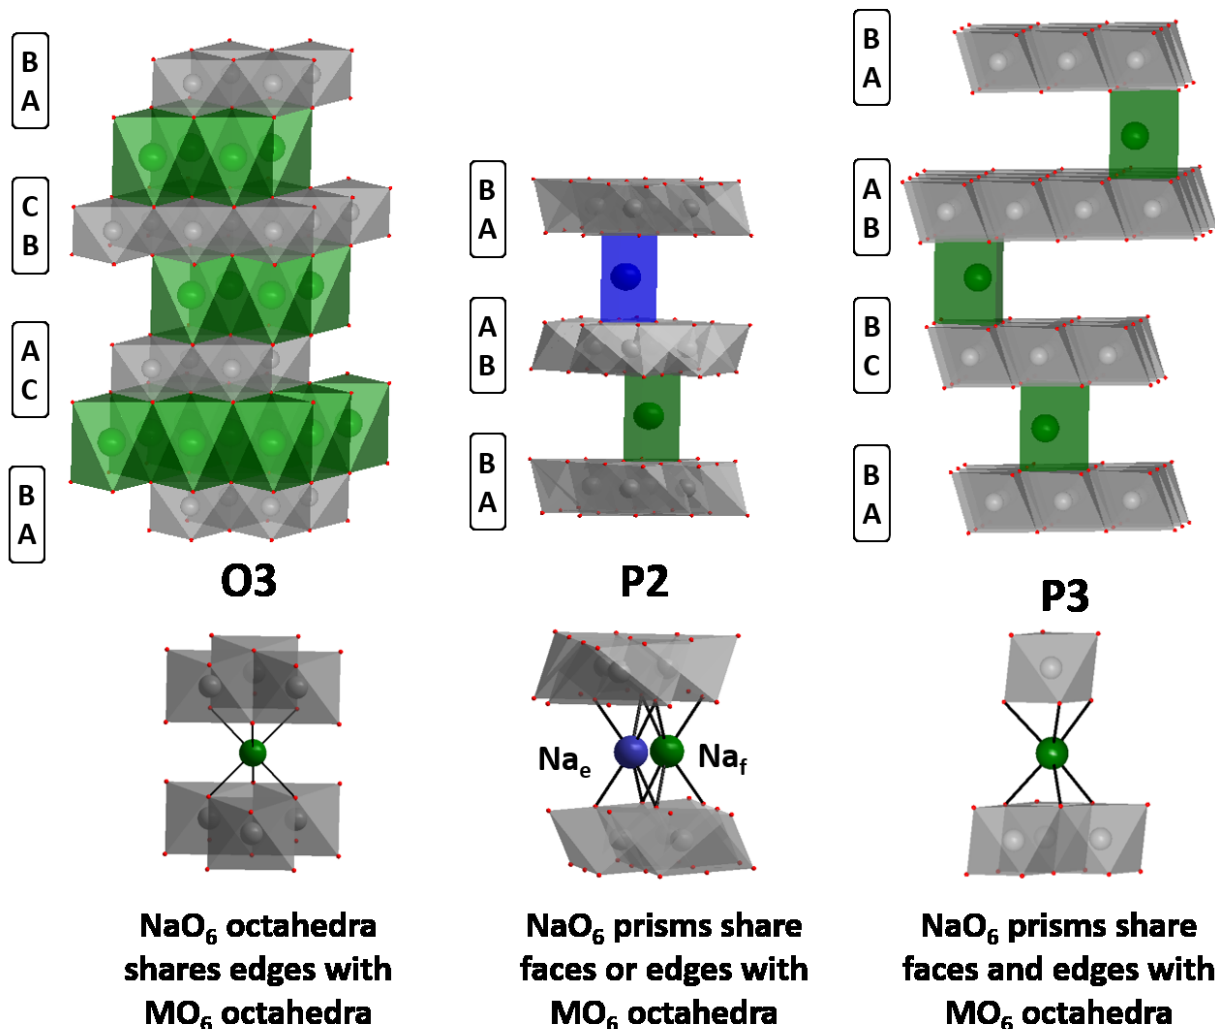 B
A
C
B
A
C
B
A
O3
B
A
A
B
B
A
P2
B
A
A
B
B
C
B
A
P3
Naₑ
Na_f
NaO₆ octahedra
shares edges with
MO₆ octahedra
NaO₆ prisms share
faces or edges with
MO₆ octahedra
NaO₆ prisms share
faces and edges with
MO₆ octahedra